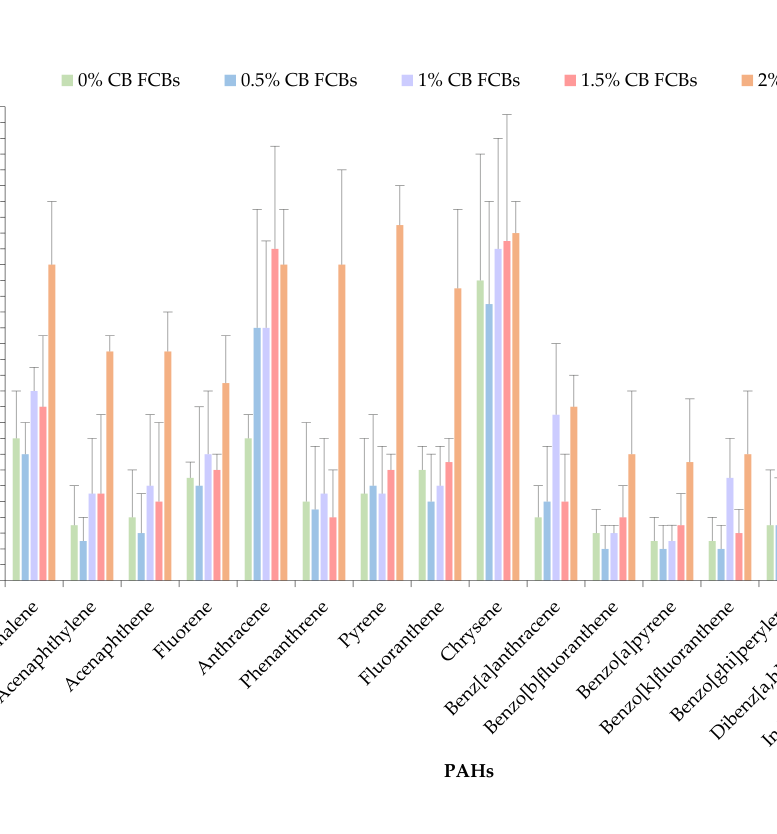 0% CB FCBs 0.5% CB FCBs 1% CB FCBs 1.5% CB FCBs 2%
Acenaphthylene
Acenaphthene
Fluorene
Anthracene
Phenanthrene
Pyrene
Fluoranthene
Chrysene
Benz[a]anthracene
Benzo[b]fluoranthene
Benzo[a]pyrene
Benzo[k]fluoranthene
PAHs